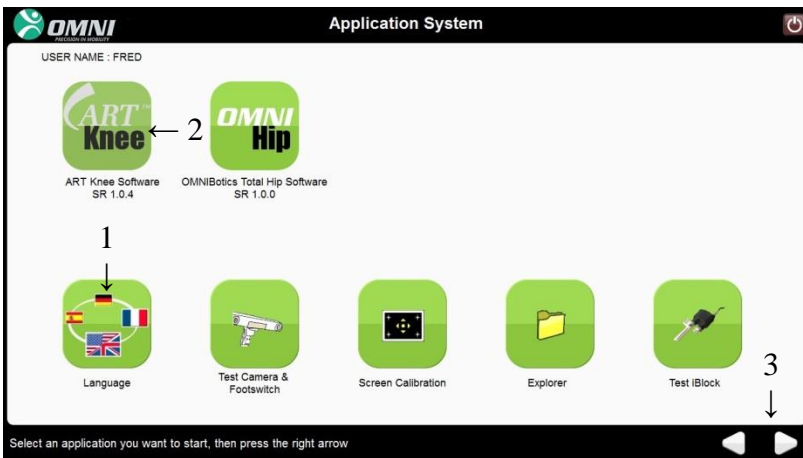 OMNI
PRECISION IN MOBILITY
Application System
USER NAME : FRED
ART™
Knee
← 2
OMNI
Hip
ART Knee Software
SR 1.0.4
OMNIBotics Total Hip Software
SR 1.0.0
1
↓
Language
Test Camera &
Footswitch
Screen Calibration
Explorer
Test iBlock
3
↓
Select an application you want to start, then press the right arrow